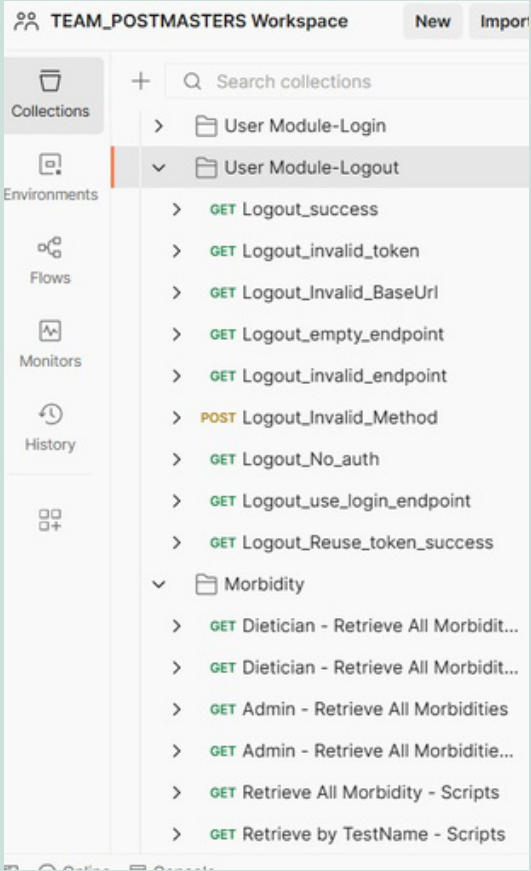 TEAM_POSTMASTERS Workspace New Impor
Collections
Search collections
User Module-Login
User Module-Logout
Environments
GET Logout_success
GET Logout_invalid_token
Flows
GET Logout_Invalid_BaseUrl
GET Logout_empty_endpoint
Monitors
GET Logout_invalid_endpoint
POST Logout_Invalid_Method
History
GET Logout_No_auth
GET Logout_use_login_endpoint
GET Logout_Reuse_token_success
Morbidity
GET Dietician - Retrieve All Morbidit...
GET Dietician - Retrieve All Morbidit...
GET Admin - Retrieve All Morbidities
GET Admin - Retrieve All Morbiditie...
GET Retrieve All Morbidity - Scripts
GET Retrieve by TestName - Scripts
Online Console